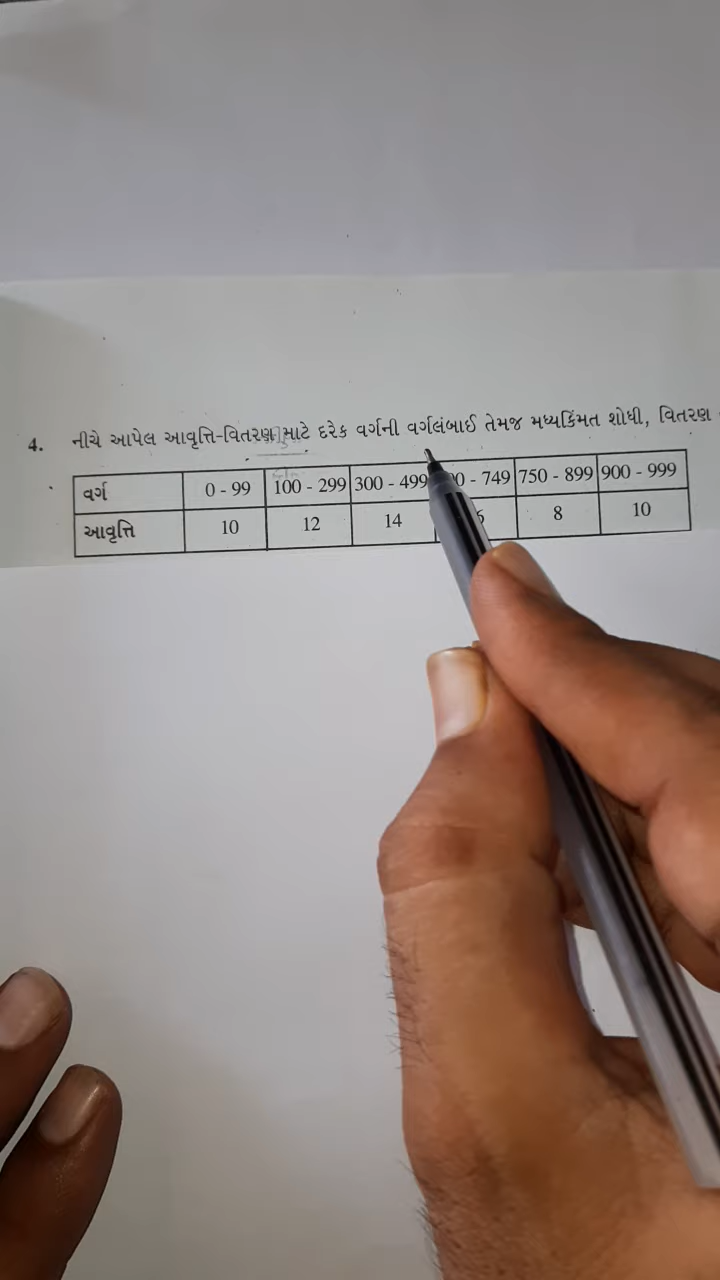 4. નીચે આપેલ આવૃત્તિ-વિતરણ માટે દરેક વર્ગની વર્ગલંબાઈ તેમજ મધ્યકિંમત શોધી, વિતરણ
વર્ગ 0 - 99 100 - 299 300 - 499 - 749 750 - 899 900 - 999
આવૃત્તિ 10 12 14 8 10